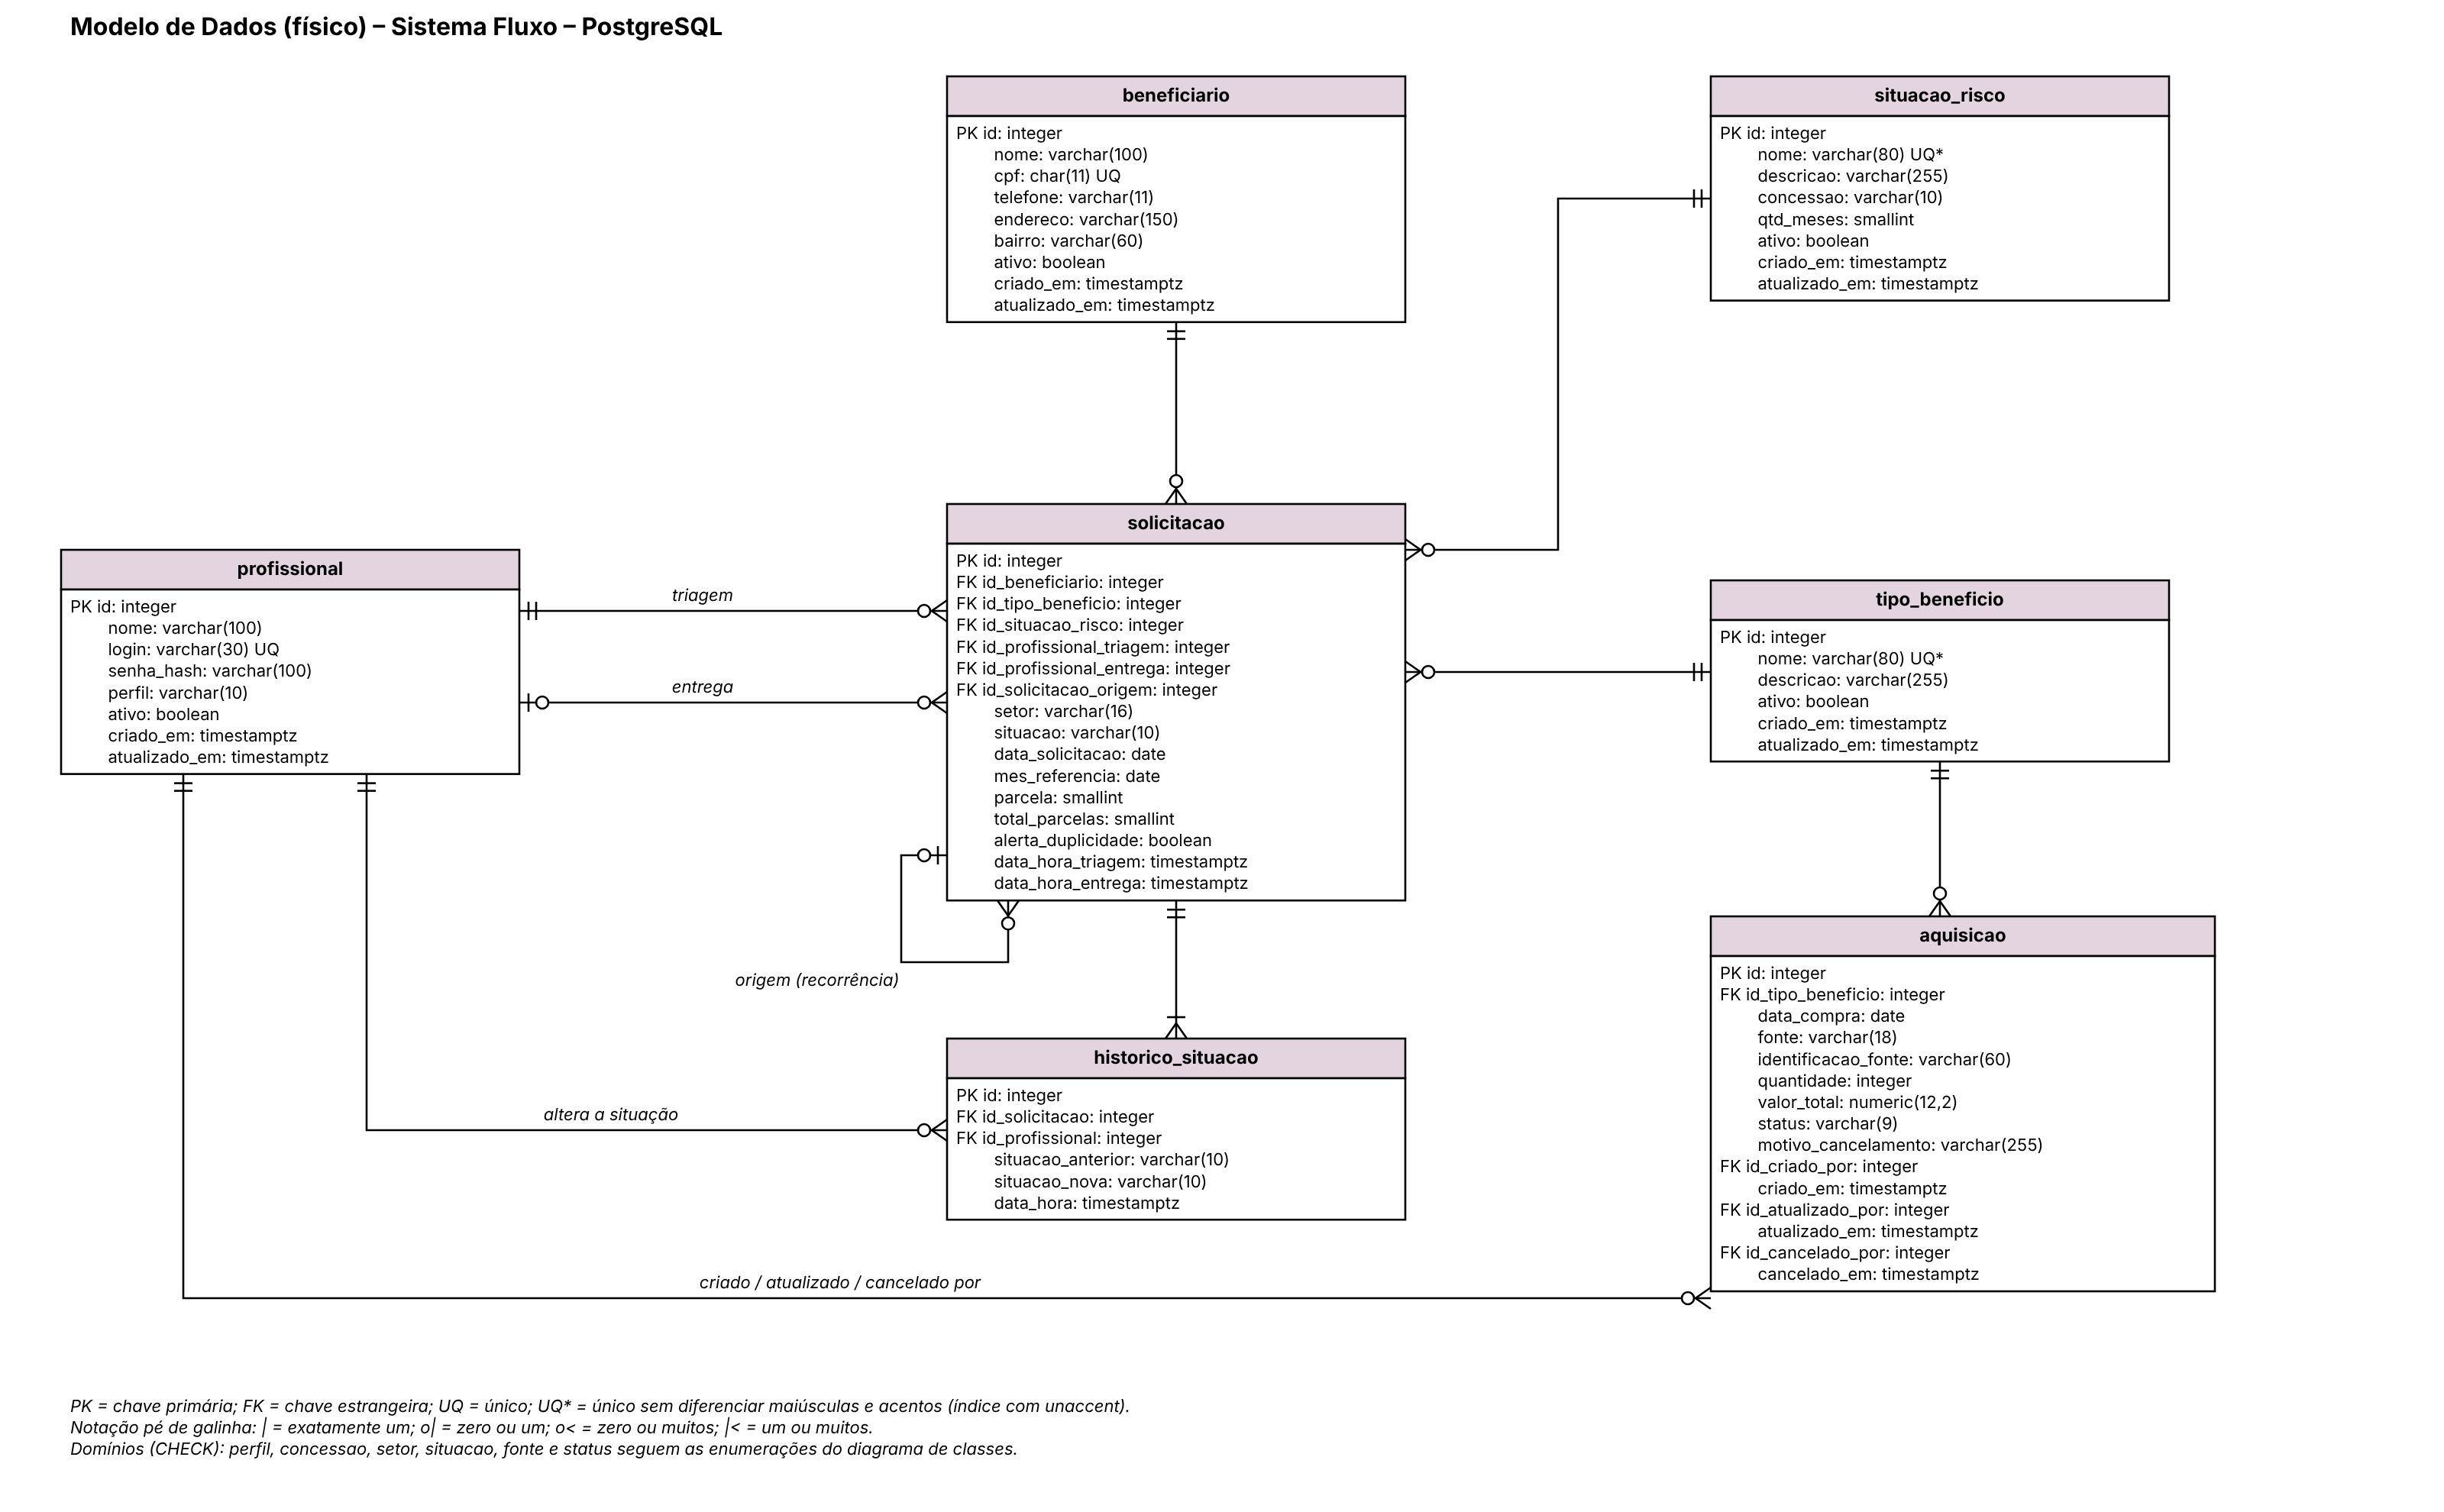 Modelo de Dados (físico) – Sistema Fluxo – PostgreSQL
beneficiario
PK id: integer
nome: varchar(100)
cpf: char(11) UQ
telefone: varchar(11)
endereco: varchar(150)
bairro: varchar(60)
ativo: boolean
criado_em: timestamptz
atualizado_em: timestamptz
situacao_risco
PK id: integer
nome: varchar(80) UQ*
descricao: varchar(255)
concessao: varchar(10)
qtd_meses: smallint
ativo: boolean
criado_em: timestamptz
atualizado_em: timestamptz
profissional
PK id: integer
nome: varchar(100)
login: varchar(30) UQ
senha_hash: varchar(100)
perfil: varchar(10)
ativo: boolean
criado_em: timestamptz
atualizado_em: timestamptz
triagem
entrega
solicitacao
PK id: integer
FK id_beneficiario: integer
FK id_tipo_beneficio: integer
FK id_situacao_risco: integer
FK id_profissional_triagem: integer
FK id_profissional_entrega: integer
FK id_solicitacao_origem: integer
setor: varchar(16)
situacao: varchar(10)
data_solicitacao: date
mes_referencia: date
parcela: smallint
total_parcelas: smallint
alerta_duplicidade: boolean
data_hora_triagem: timestamptz
data_hora_entrega: timestamptz
tipo_beneficio
PK id: integer
nome: varchar(80) UQ*
descricao: varchar(255)
ativo: boolean
criado_em: timestamptz
atualizado_em: timestamptz
origem (recorrência)
altera a situação
historico_situacao
PK id: integer
FK id_solicitacao: integer
FK id_profissional: integer
situacao_anterior: varchar(10)
situacao_nova: varchar(10)
data_hora: timestamptz
aquisicao
PK id: integer
FK id_tipo_beneficio: integer
data_compra: date
fonte: varchar(18)
identificacao_fonte: varchar(60)
quantidade: integer
valor_total: numeric(12,2)
status: varchar(9)
motivo_cancelamento: varchar(255)
FK id_criado_por: integer
criado_em: timestamptz
FK id_atualizado_por: integer
atualizado_em: timestamptz
FK id_cancelado_por: integer
cancelado_em: timestamptz
criado / atualizado / cancelado por
PK = chave primária; FK = chave estrangeira; UQ = único; UQ* = único sem diferenciar maiúsculas e acentos (índice com unaccent).
Notação pé de galinha: | = exatamente um; o| = zero ou um; o< = zero ou muitos; |< = um ou muitos.
Domínios (CHECK): perfil, concessao, setor, situacao, fonte e status seguem as enumerações do diagrama de classes.